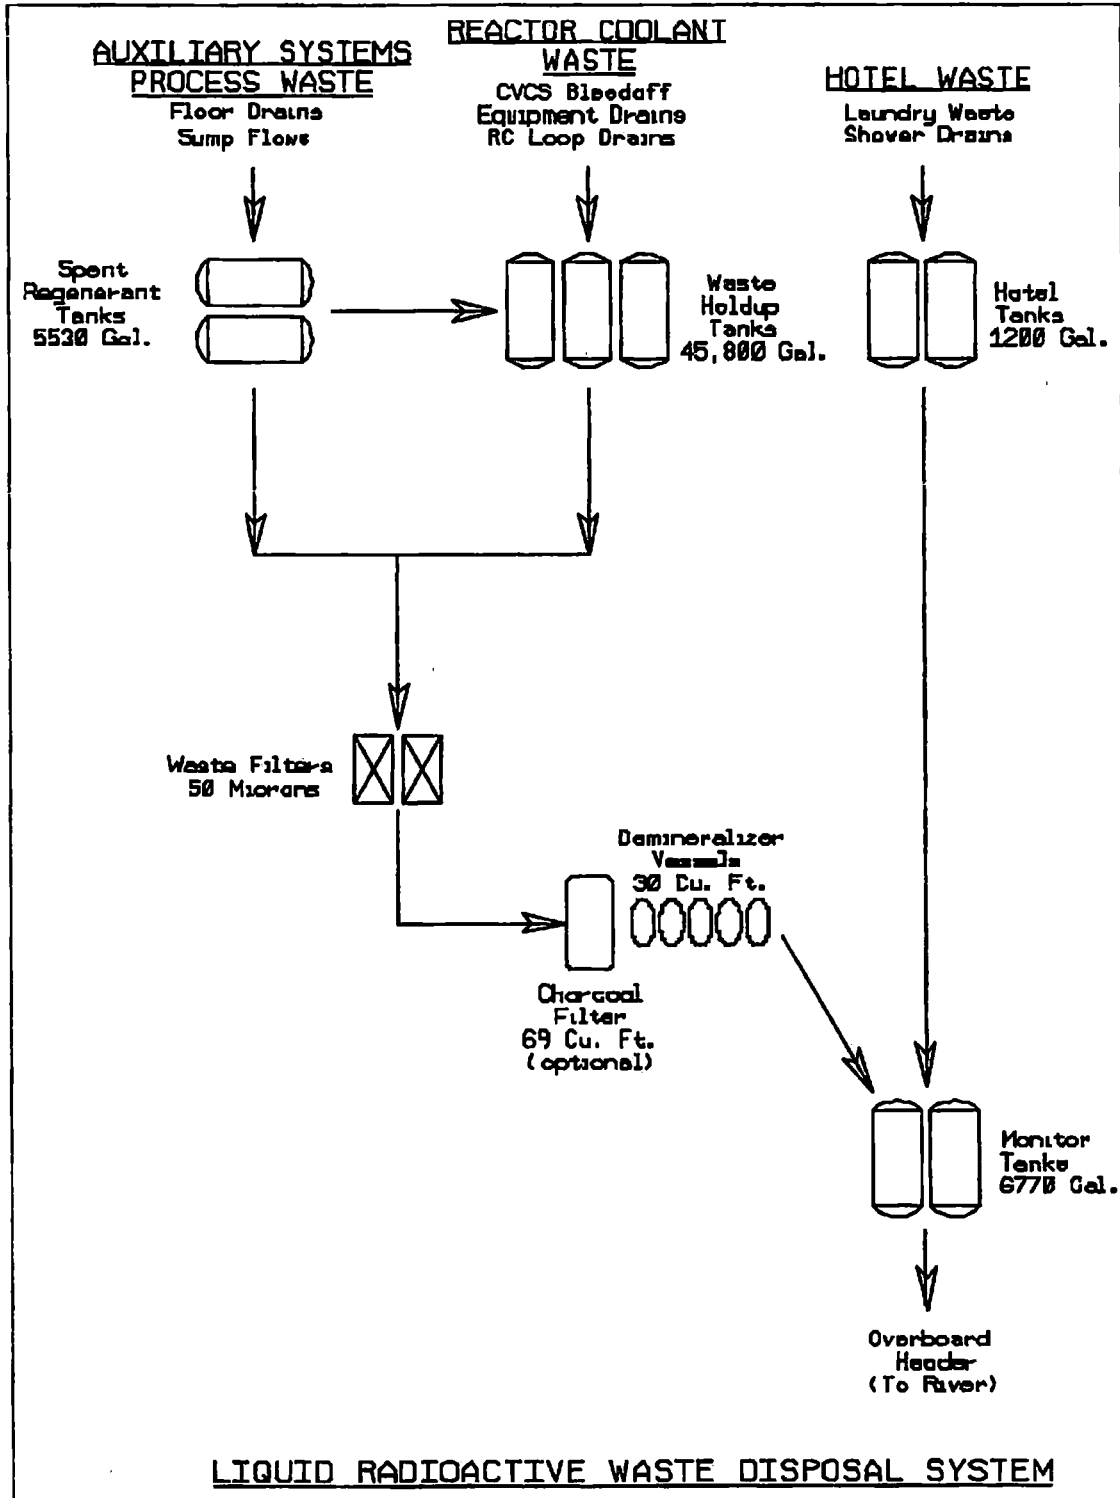 AUXILIARY SYSTEMS
PROCESS WASTE
Floor Drains
Sump Flows
REACTOR COOLANT
WASTE
CVCS Bleedoff
Equipment Drains
RC Loop Drains
HOTEL WASTE
Laundry Waste
Shower Drains
Spent
Regenerant
Tanks
5530 Gal.
Waste
Holdup
Tanks
45,800 Gal.
Hotel
Tanks
1200 Gal.
Waste Filters
50 Microns
Demineralizer
Vessels
30 Cu. Ft.
Charcoal
Filter
69 Cu. Ft.
(optional)
Monitor
Tanks
6770 Gal.
Overboard
Header
(To River)
LIQUID RADIOACTIVE WASTE DISPOSAL SYSTEM